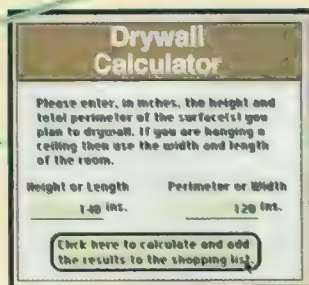 Drywall
Calculator
Please enter, in inches, the height and
total perimeter of the surface(s) you
plan to drywall. If you are hanging a
ceiling then use the width and length
of the room.
Height or Length Perimeter or Width
140 ins. 120 ins.
Click here to calculate and add
the results to the shopping list.